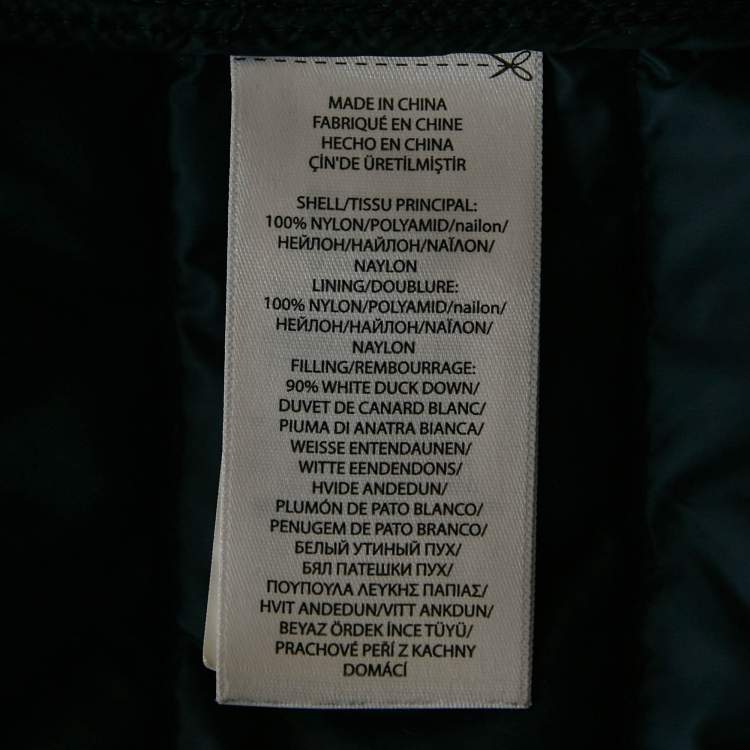 MADE IN CHINA
FABRIQUÉ EN CHINE
HECHO EN CHINA
ÇİN'DE ÜRETİLMİŞTİR
SHELL/TISSU PRINCIPAL:
100% NYLON/POLYAMID/nailon/
НЕЙЛОН/НАЙЛОН/ΝΑΪΛΟΝ/
NAYLON
LINING/DOUBLURE:
100% NYLON/POLYAMID/nailon/
НЕЙЛОН/НАЙЛОН/ΝΑΪΛΟΝ/
NAYLON
FILLING/REMBOURRAGE:
90% WHITE DUCK DOWN/
DUVET DE CANARD BLANC/
PIUMA DI ANATRA BIANCA/
WEISSE ENTENDAUNEN/
WITTE EENDENDONS/
HVIDE ANDEDUN/
PLUMÓN DE PATO BLANCO/
PENUGEM DE PATO BRANCO/
БЕЛЫЙ УТИНЫЙ ПУХ/
БЯЛ ПАТЕШКИ ПУХ/
ΠΟΥΠΟΥΛΑ ΛΕΥΚΗΣ ΠΑΠΙΑΣ/
HVIT ANDEDUN/VITT ANKDUN/
BEYAZ ÖRDEK İNCE TÜYÜ/
PRACHOVÉ PEŘÍ Z KACHNY
DOMÁCÍ